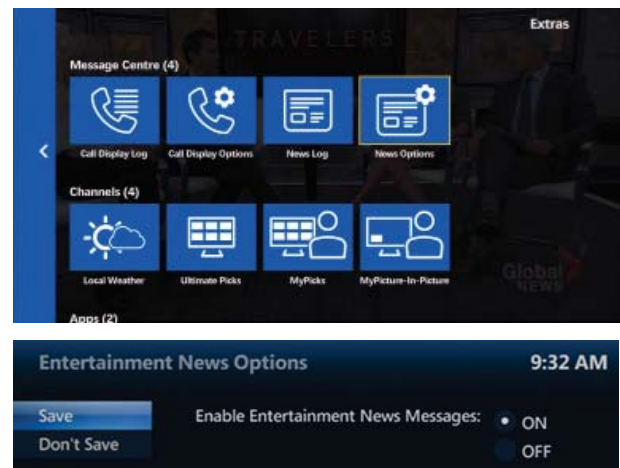 TRAVELERS
Extras
Message Centre (4)
Call Display Log Call Display Options News Log News Options
Channels (4)
Local Weather Ultimate Picks MyPicks MyPicture-In-Picture
Global
NEWS
Apps (2)
Entertainment News Options 9:32 AM
Save Enable Entertainment News Messages: ON
Don't Save OFF